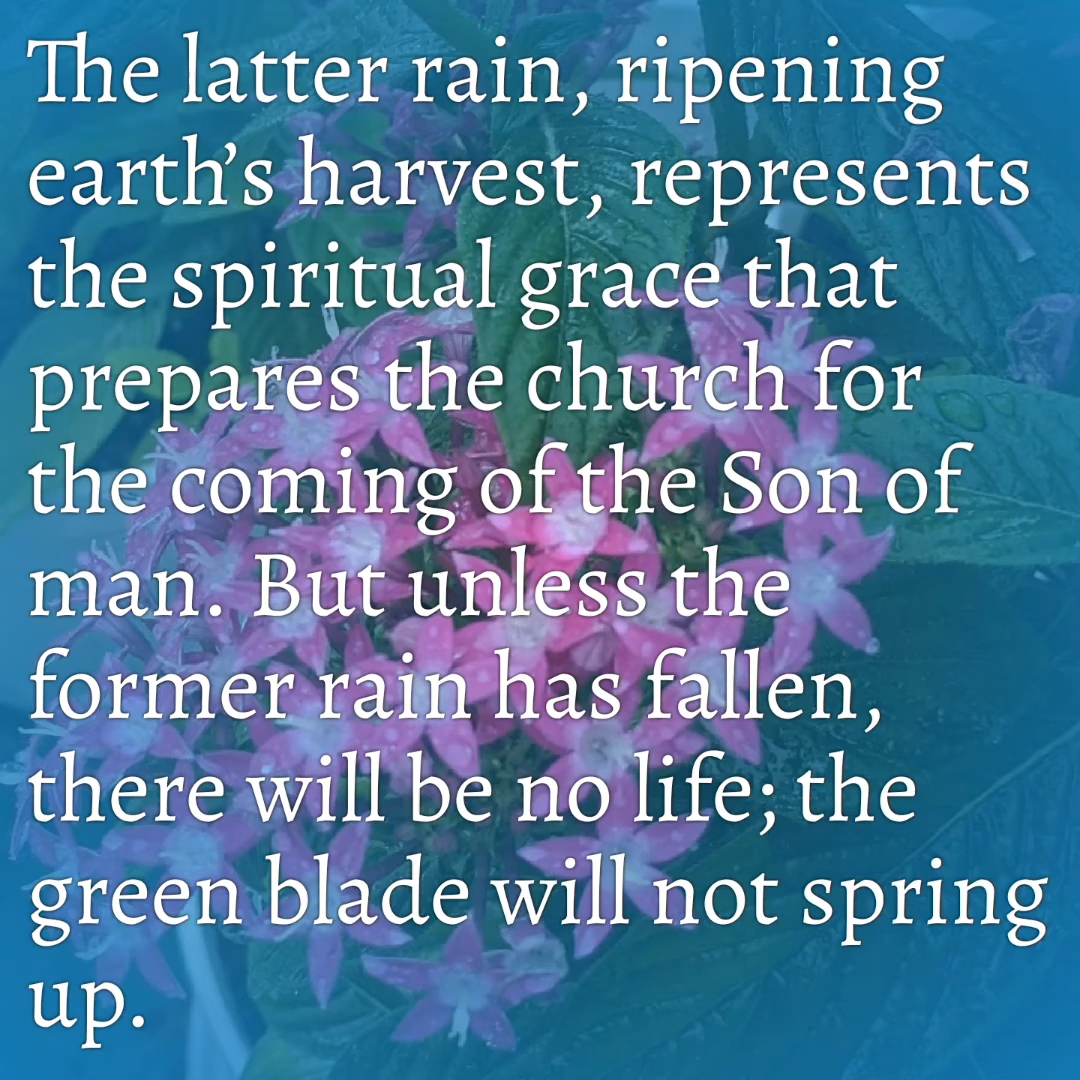 The latter rain, ripening
earth’s harvest, represents
the spiritual grace that
prepares the church for
the coming of the Son of
man. But unless the
former rain has fallen,
there will be no life; the
green blade will not spring
up.